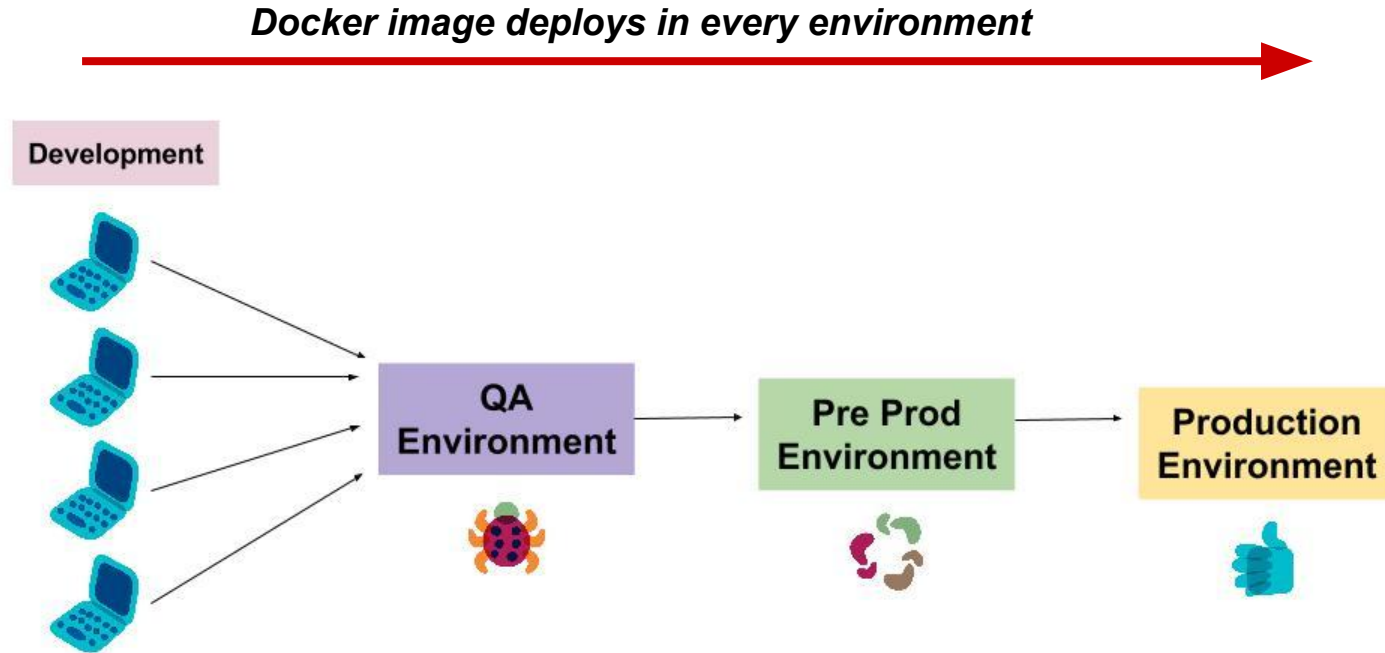 Docker image deploys in every environment
Development
QA
Environment
Pre Prod
Environment
Production
Environment